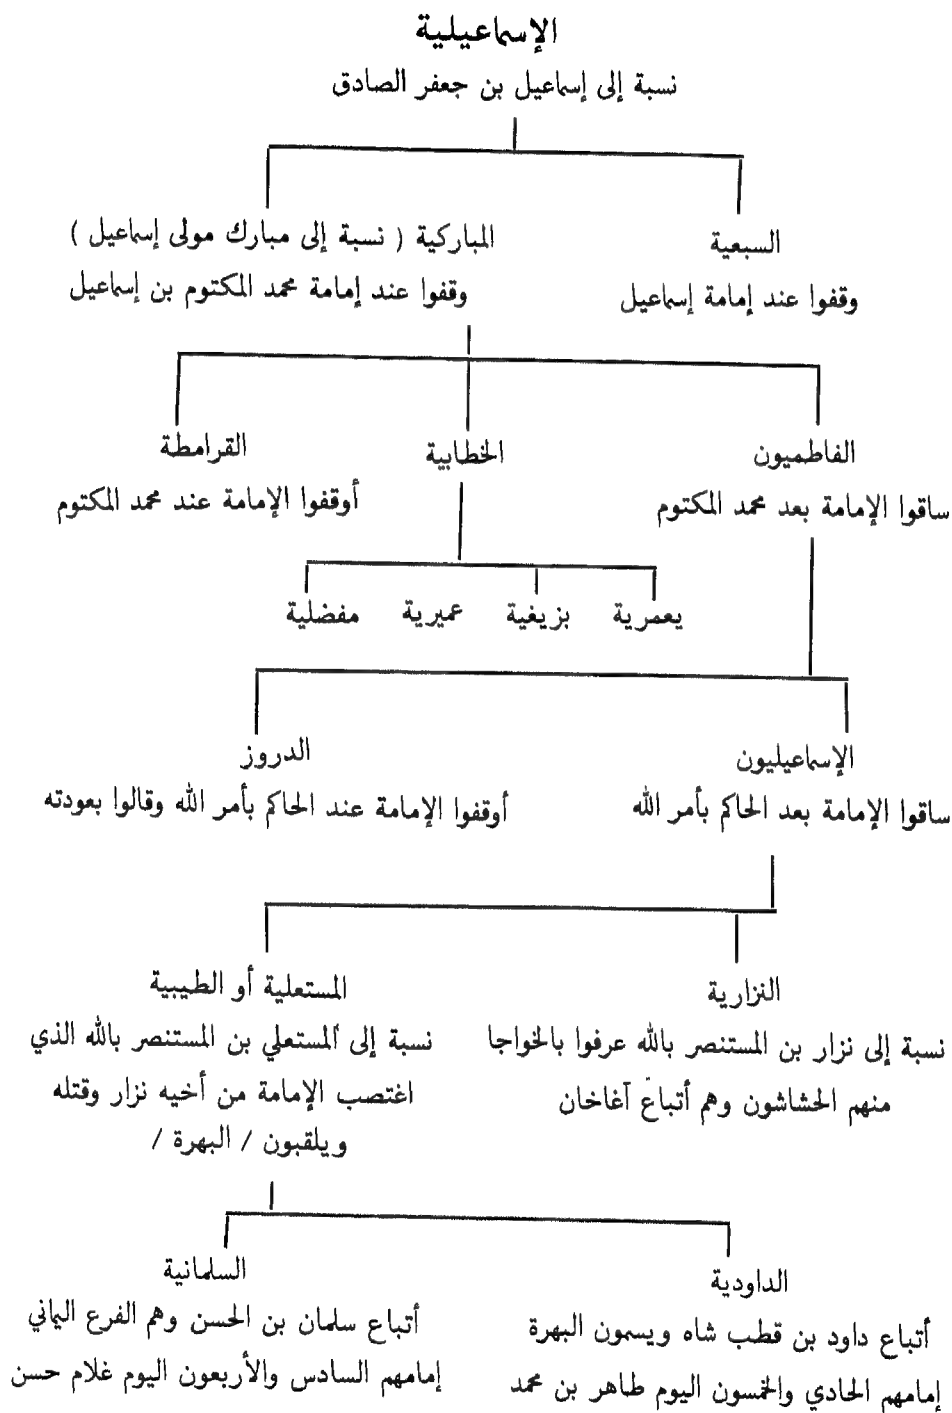 الإسماعيلية
نسبة إلى إسماعيل بن جعفر الصادق
السبعية
وقفوا عند إمامة إسماعيل
المباركية ( نسبة إلى مبارك مولى إسماعيل )
وقفوا عند إمامة محمد المكتوم بن إسماعيل
الفاطميون
ساقوا الإمامة بعد محمد المكتوم
الخطابية
القرامطة
أوقفوا الإمامة عند محمد المكتوم
يعمرية
بزيغية
عميرية
مفضلية
الإسماعيليون
ساقوا الإمامة بعد الحاكم بأمر الله
الدروز
أوقفوا الإمامة عند الحاكم بأمر الله وقالوا بعودته
النزارية
نسبة إلى نزار بن المستنصر بالله عرفوا بالخواجا
منهم الحشاشون وهم أتباع آغاخان
المستعلية أو الطيبية
نسبة إلى المستعلي بن المستنصر بالله الذي
اغتصب الإمامة من أخيه نزار وقتله
ويلقبون / البهرة /
الداودية
أتباع داود بن قطب شاه ويسمون البهرة
إمامهم الحادي والخمسون اليوم طاهر بن محمد
السلمانية
أتباع سلمان بن الحسن وهم الفرع اليماني
إمامهم السادس والأربعون اليوم غلام حسن